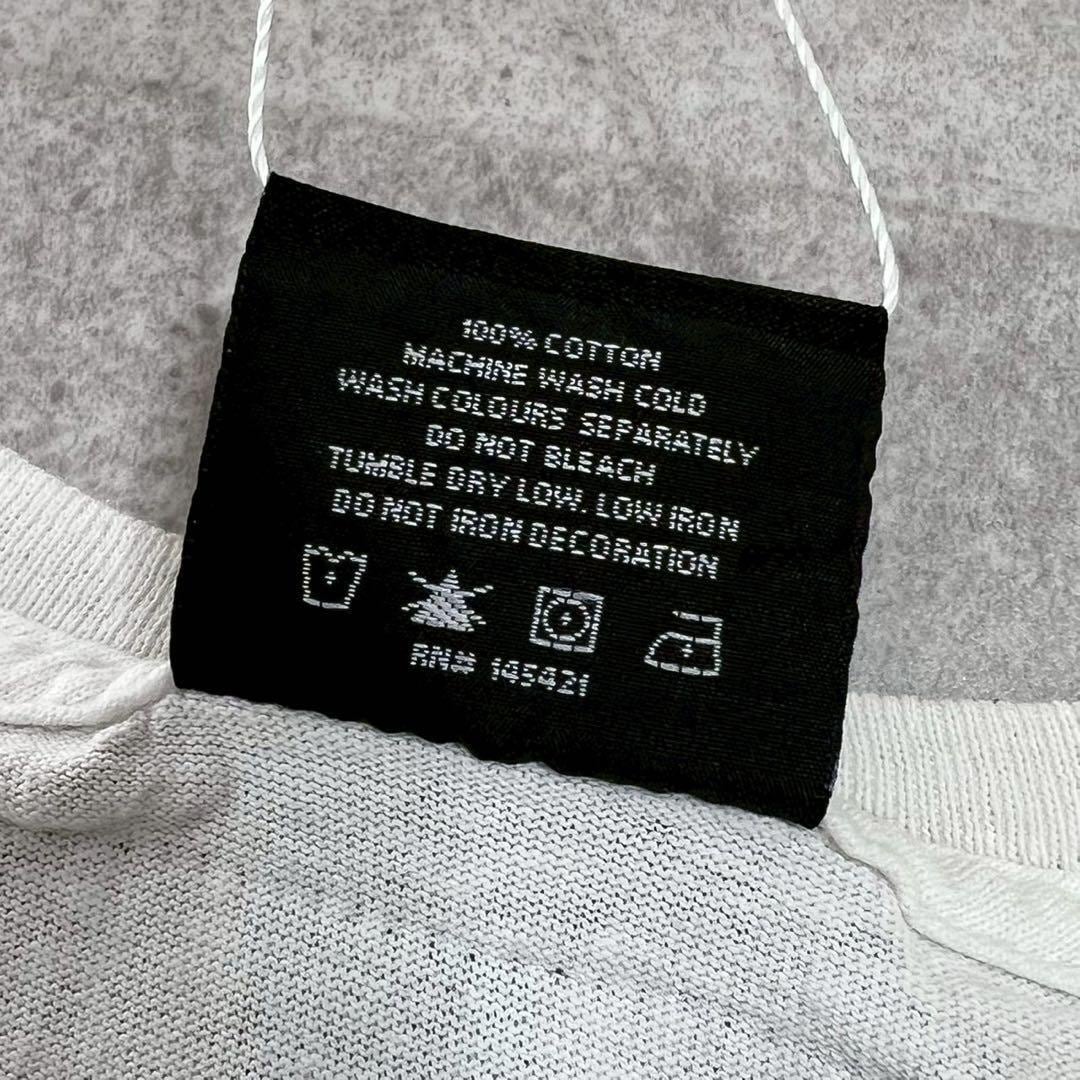 100% COTTON
MACHINE WASH COLD
WASH COLOURS SEPARATELY
DO NOT BLEACH
TUMBLE DRY LOW. LOW IRON
DO NOT IRON DECORATION
RN# 145421